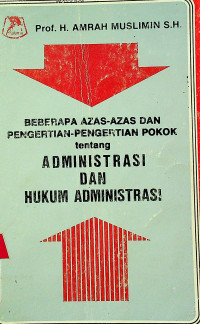 Prof. H. AMRAH MUSLIMIN S.H.
BEBERAPA AZAS-AZAS DAN
PENGERTIAN-PENGERTIAN POKOK
tentang
ADMINISTRASI
DAN
HUKUM ADMINISTRASI